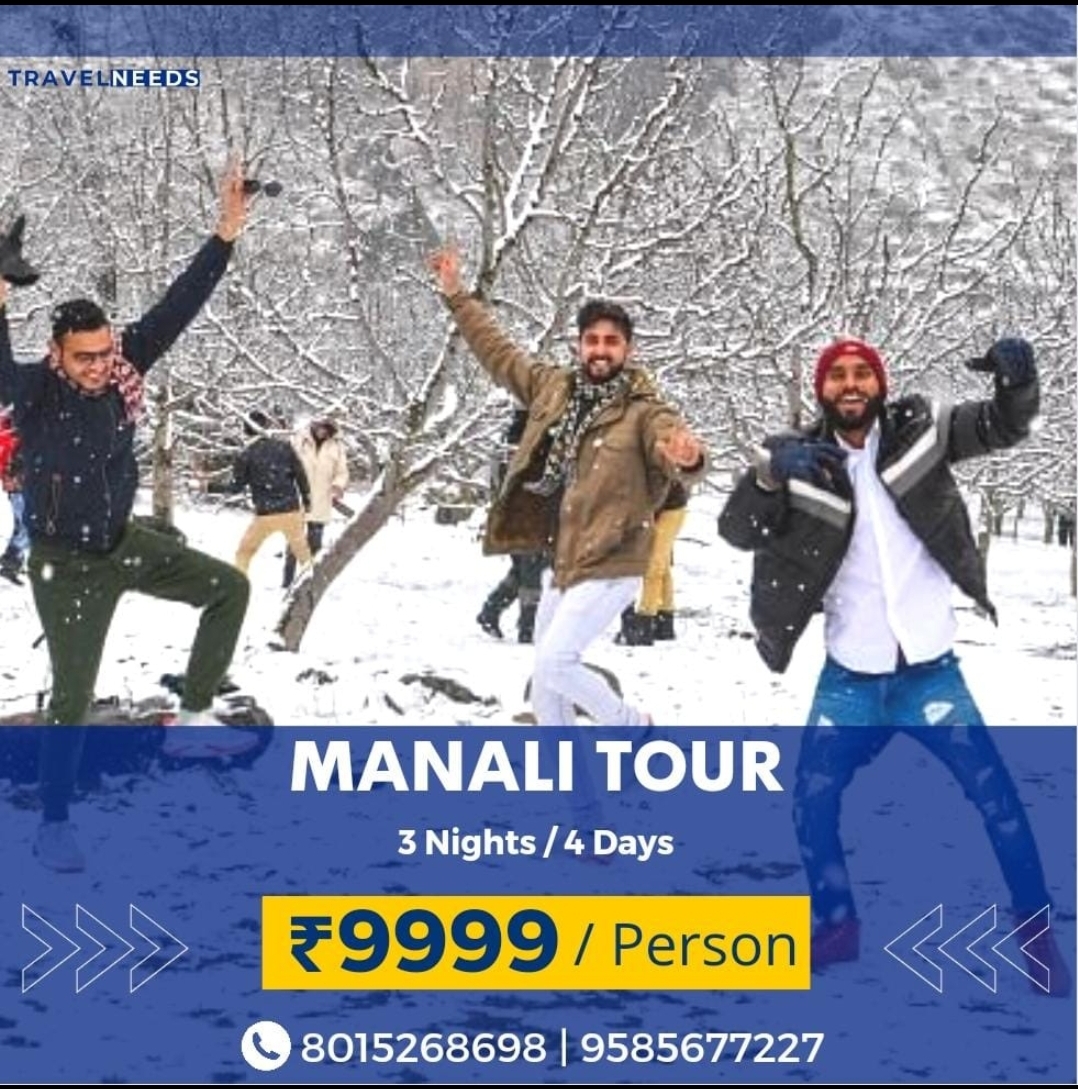 TRAVELNEEDS
MANALI TOUR
3 Nights / 4 Days
₹9999 / Person
8015268698 | 9585677227